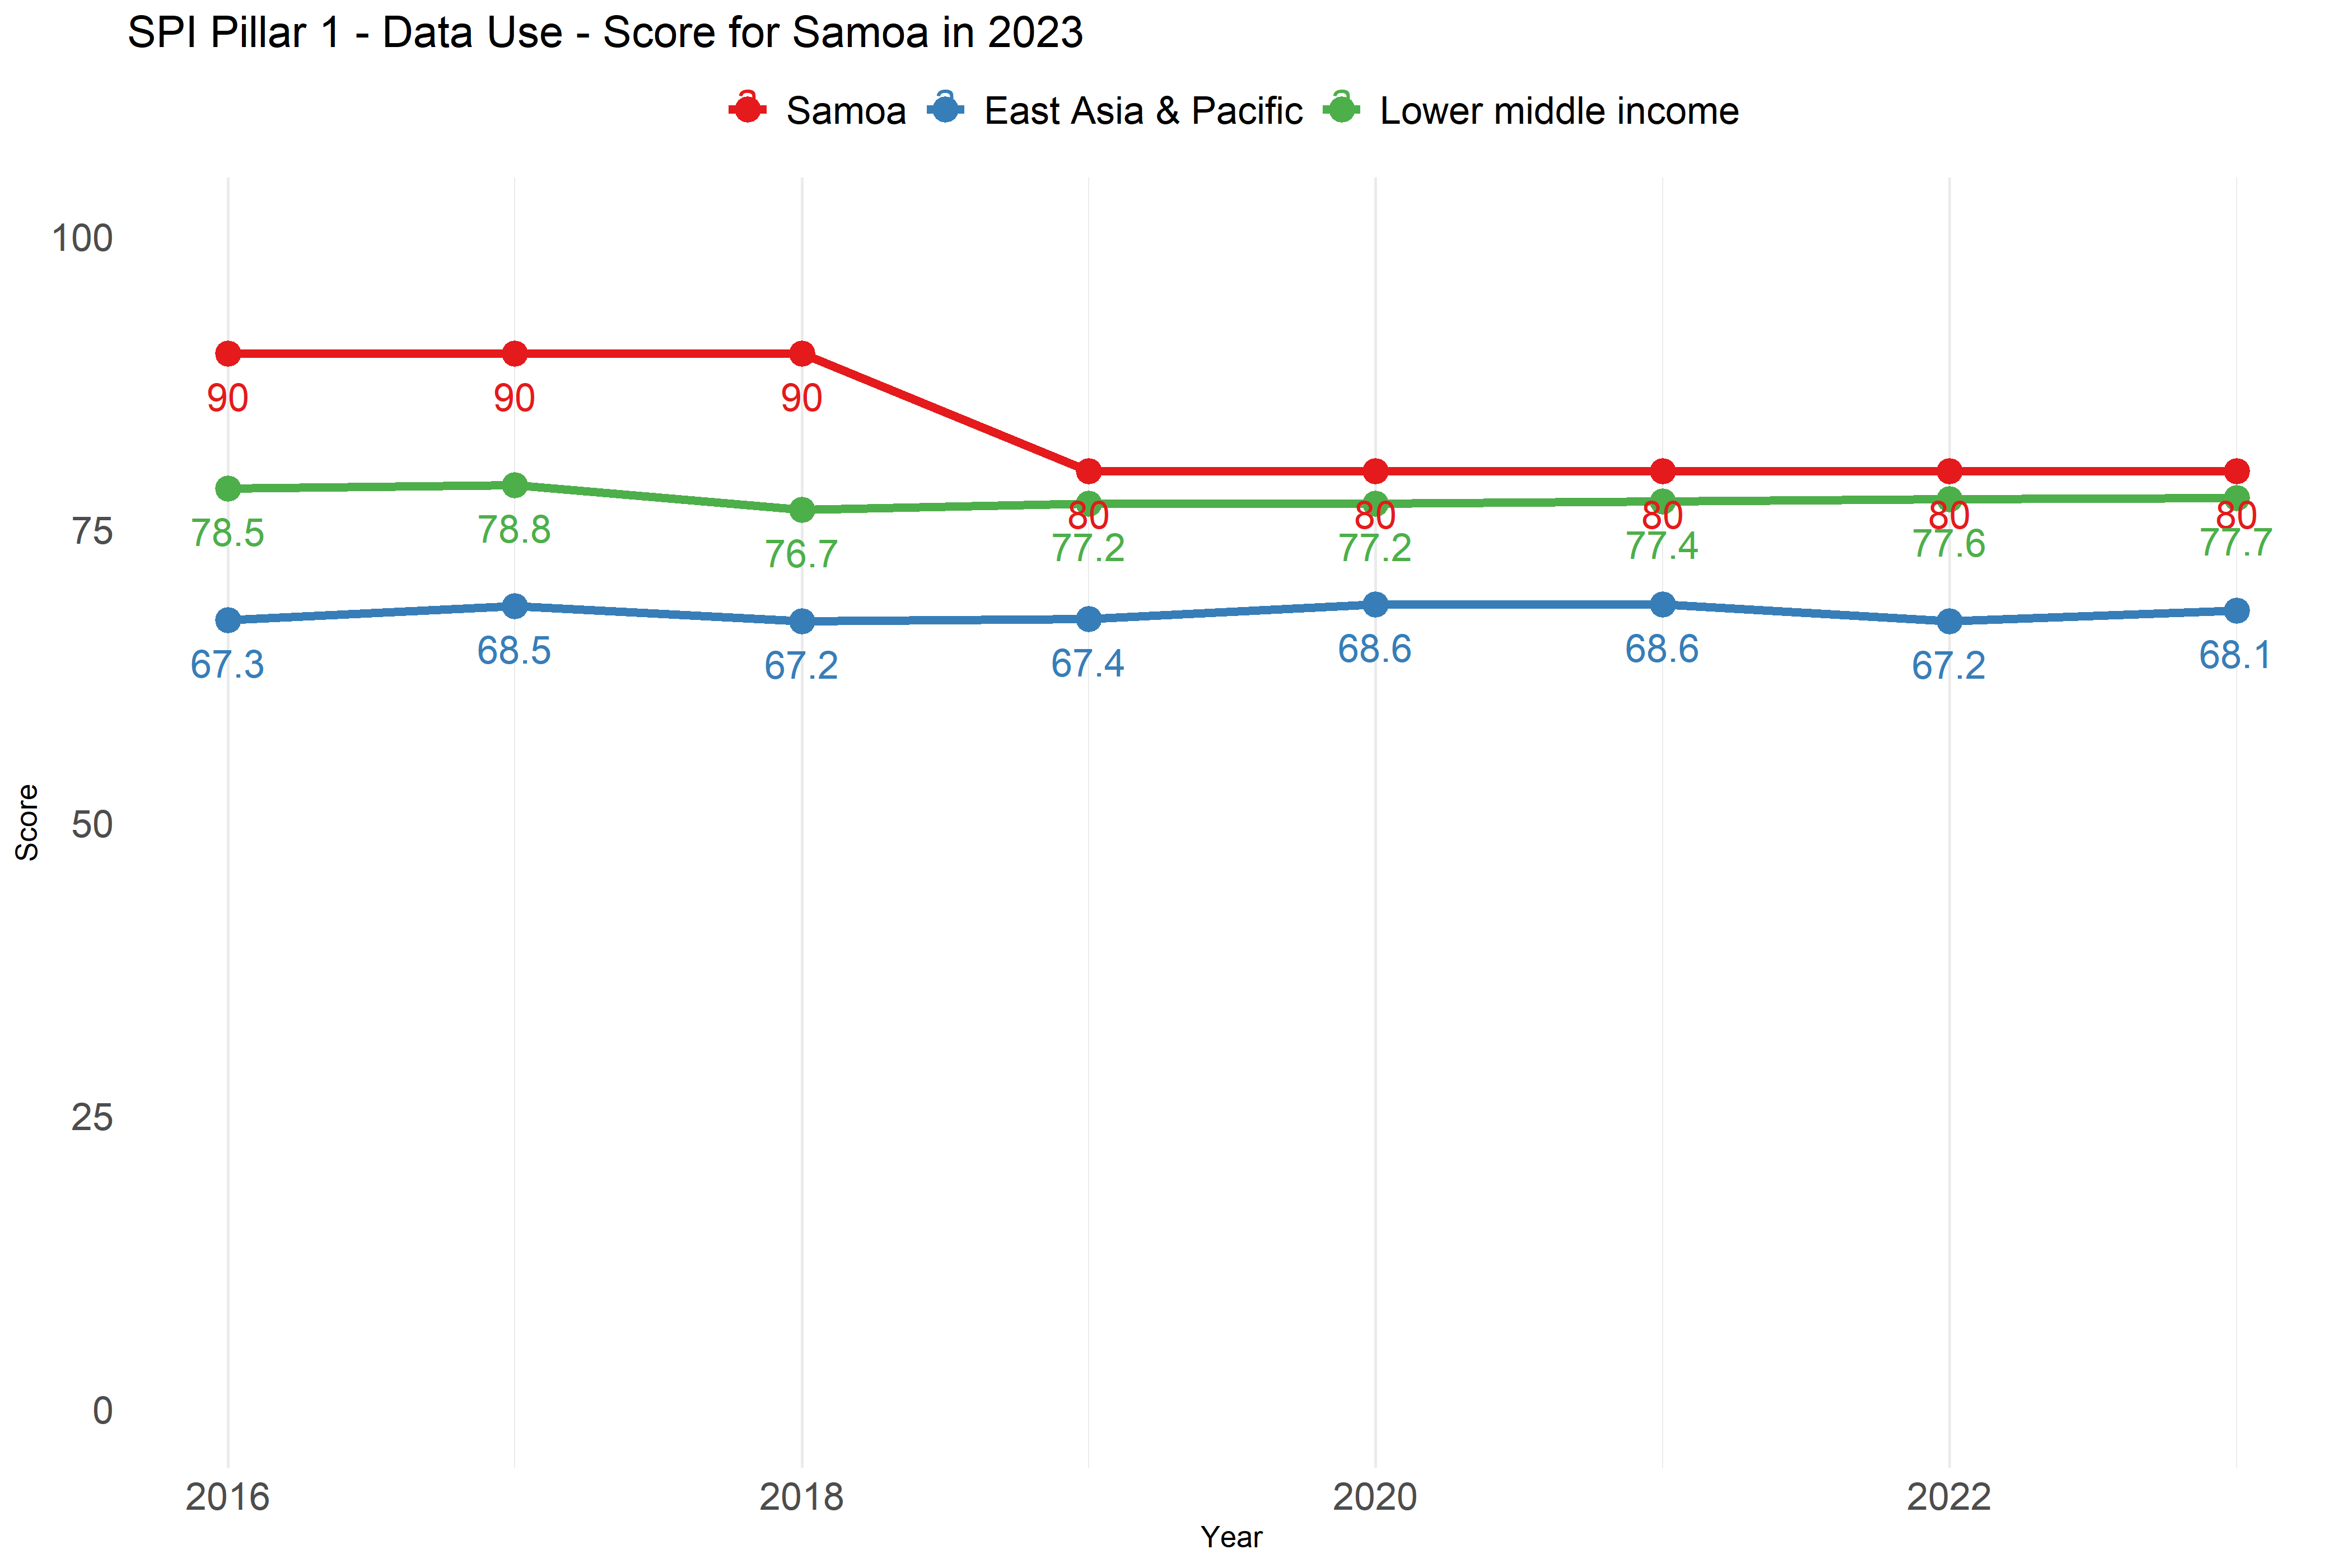 SPI Pillar 1 - Data Use - Score for Samoa in 2023
a Samoa a East Asia & Pacific a Lower middle income
100
75
50
25
0
Score
90 90 90
80 80 80 80 80
78.5 78.8 76.7 77.2 77.2 77.4 77.6 77.7
67.3 68.5 67.2 67.4 68.6 68.6 67.2 68.1
2016 2018 2020 2022
Year